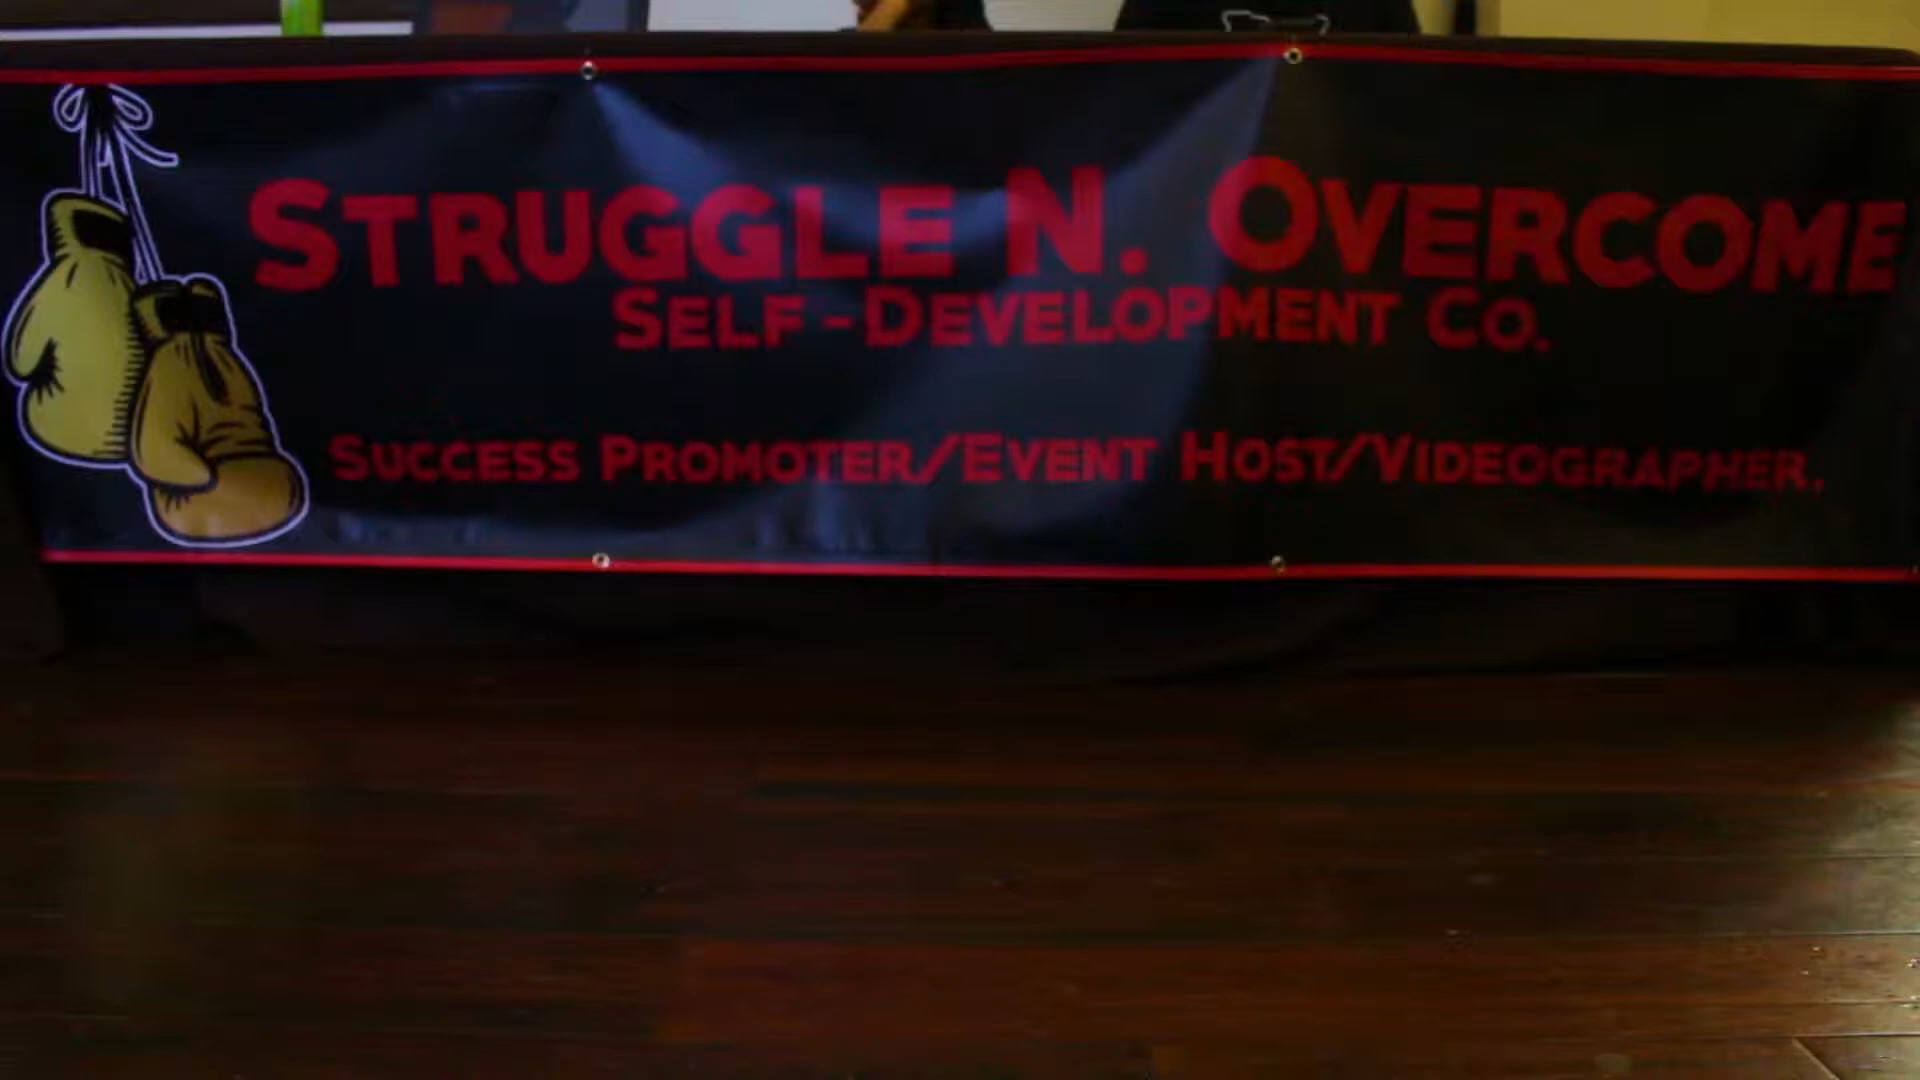 STRUGGLE N. OVERCOME
SELF-DEVELOPMENT CO.
SUCCESS PROMOTER/EVENT HOST/VIDEOGRAPHER.